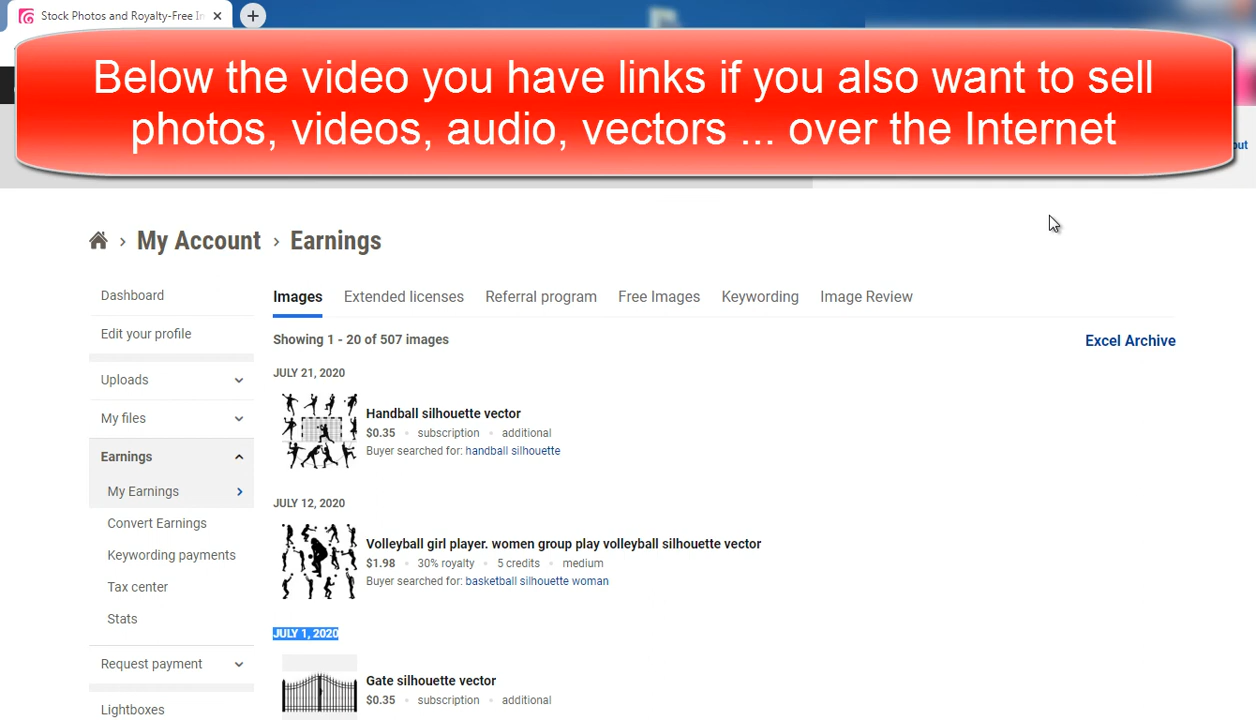 Stock Photos and Royalty-Free In
Below the video you have links if you also want to sell
photos, videos, audio, vectors ... over the Internet
out
My Account › Earnings
Dashboard
Edit your profile
Uploads
My files
Earnings
My Earnings
Convert Earnings
Keywording payments
Tax center
Stats
Request payment
Lightboxes
Images Extended licenses Referral program Free Images Keywording Image Review
Showing 1 - 20 of 507 images
Excel Archive
JULY 21, 2020
Handball silhouette vector
$0.35 • subscription • additional
Buyer searched for: handball silhouette
JULY 12, 2020
Volleyball girl player. women group play volleyball silhouette vector
$1.98 • 30% royalty • 5 credits • medium
Buyer searched for: basketball silhouette woman
JULY 1, 2020
Gate silhouette vector
$0.35 • subscription • additional